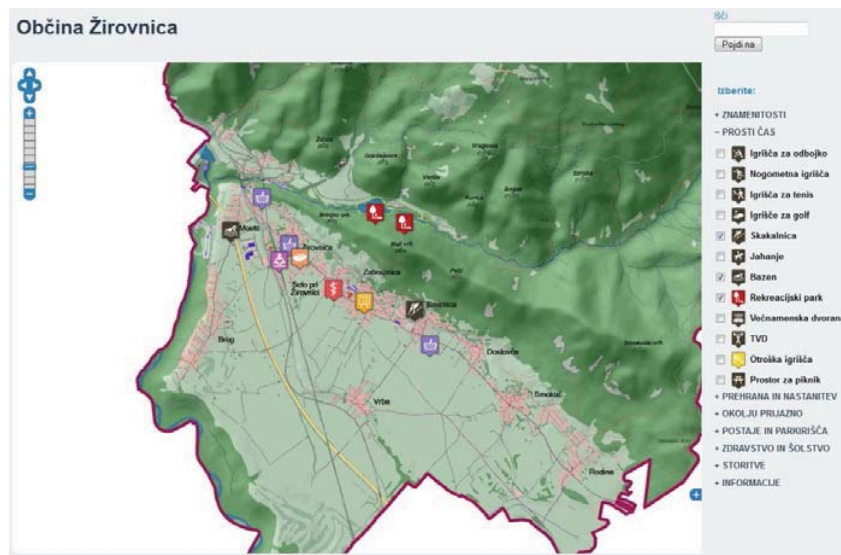 Občina Žirovnica
Išči
Pojdi na
Izberite:
+ ZNAMENITOSTI
– PROSTI ČAS
Igrišča za odbojko
Nogometna igrišča
Igrišča za tenis
Igrišče za golf
Skakalnica
Jahanje
Bazen
Rekreacijski park
Večnamenska dvorana
TVD
Otroška igrišča
Prostor za piknik
+ PREHRANA IN NASTANITEV
+ OKOLJU PRIJAZNO
+ POSTAJE IN PARKIRIŠČA
+ ZDRAVSTVO IN ŠOLSTVO
+ STORITVE
+ INFORMACIJE
Moste
Žirovnica
Zabreznica
Selo pri
Žirovnici
Breznica
Breg
Doslovče
Vrba
Smokuč
Rodine